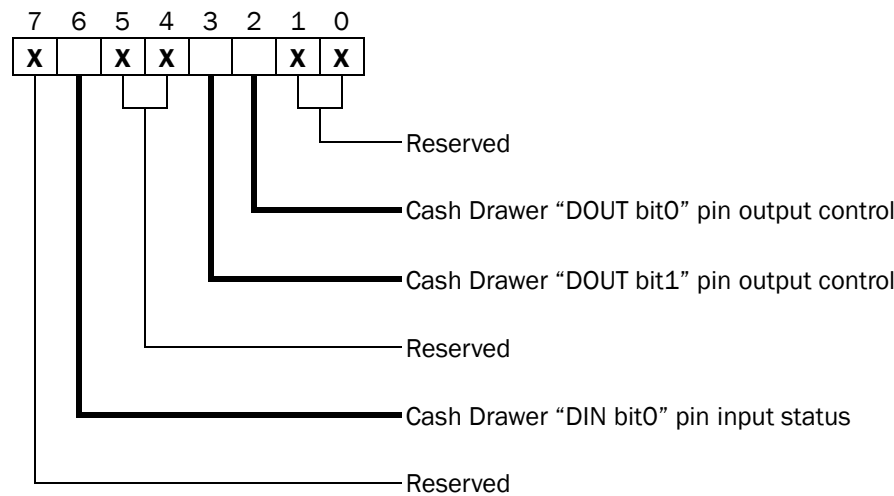 7 6 5 4 3 2 1 0
X X X X X
Reserved
Cash Drawer “DOUT bit0” pin output control
Cash Drawer “DOUT bit1” pin output control
Reserved
Cash Drawer “DIN bit0” pin input status
Reserved